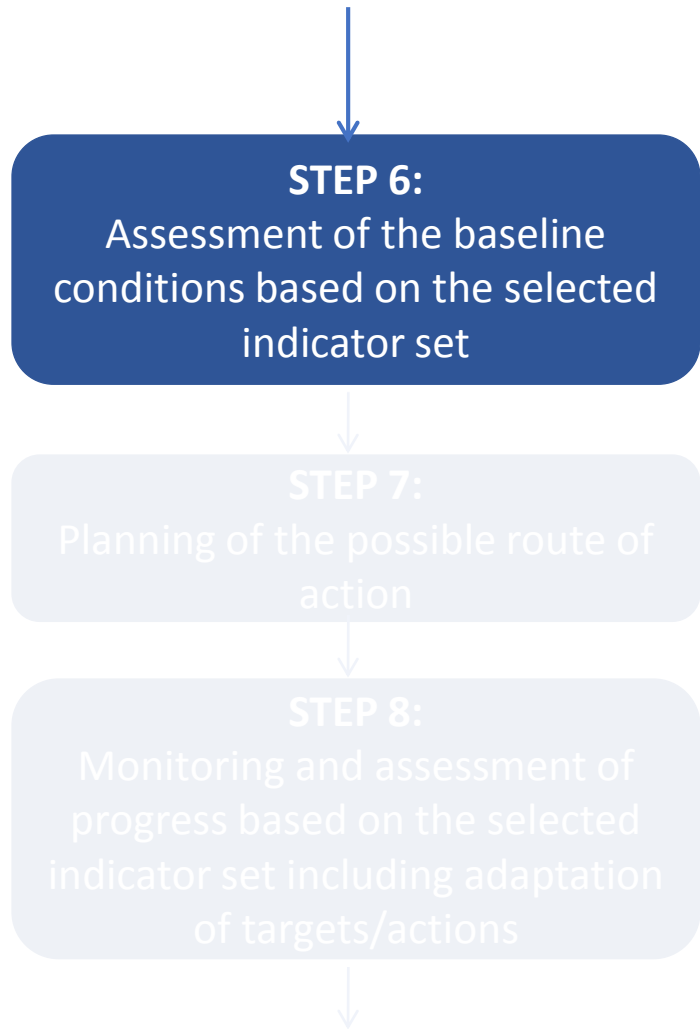 STEP 6:
Assessment of the baseline
conditions based on the selected
indicator set
STEP 7:
Planning of the possible route of
action
STEP 8:
Monitoring and assessment of
progress based on the selected
indicator set including adaptation
of targets/actions